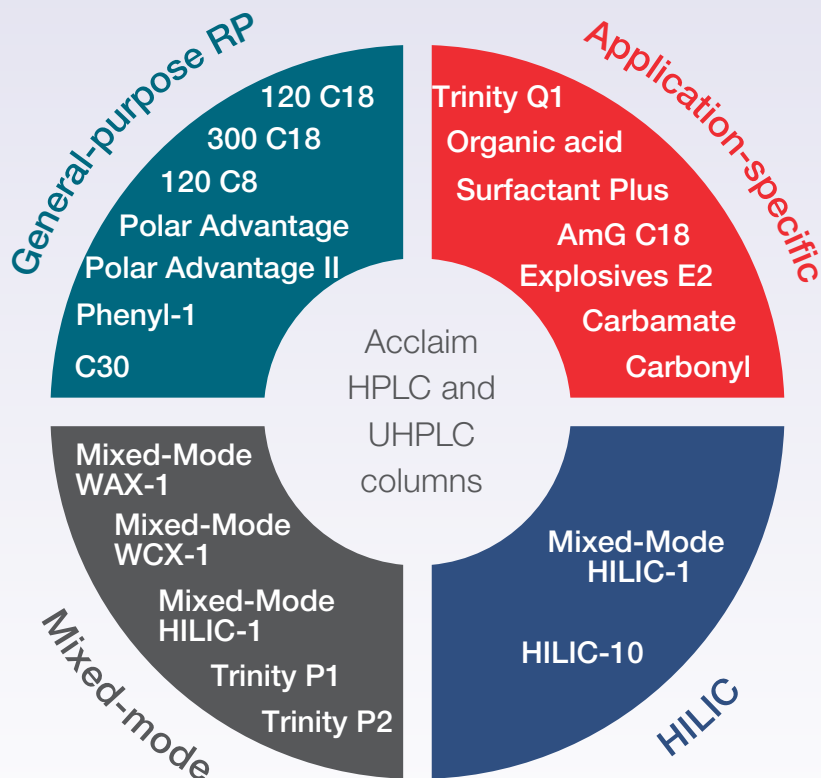 General-purpose RP
120 C18
300 C18
120 C8
Polar Advantage
Polar Advantage II
Phenyl-1
C30
Application-specific
Trinity Q1
Organic acid
Surfactant Plus
AmG C18
Explosives E2
Carbamate
Carbonyl
Acclaim
HPLC and
UHPLC
columns
Mixed-Mode
WAX-1
Mixed-Mode
WCX-1
Mixed-Mode
HILIC-1
Trinity P1
Trinity P2
Mixed-mode
Mixed-Mode
HILIC-1
HILIC-10
HILIC